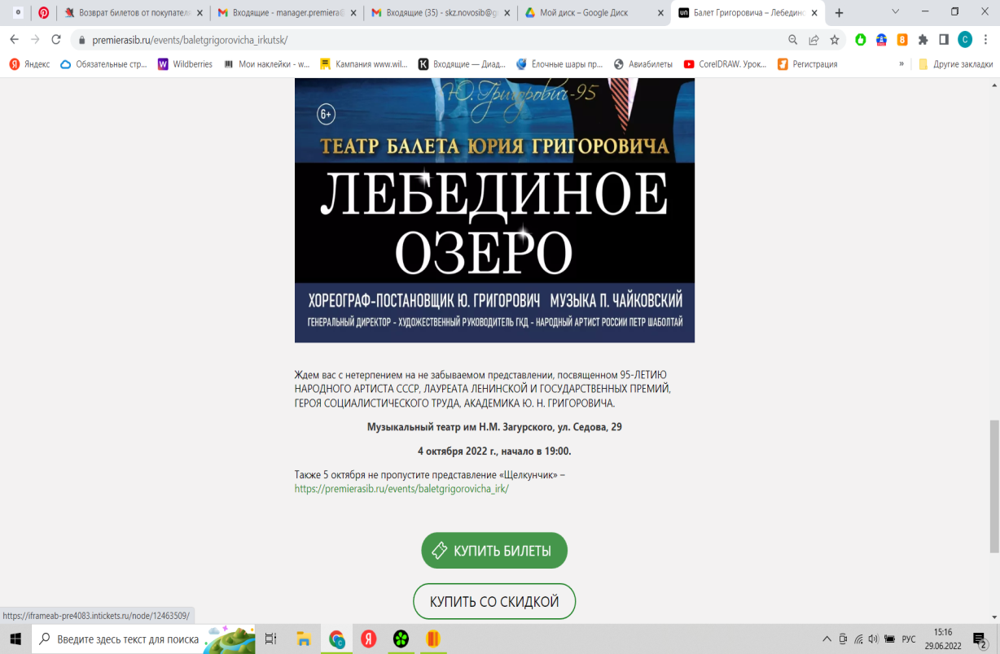 Возврат билетов от покупателя
Входящие - manager.premiera@
Входящие (35) - skz.novosib@g
Мой диск – Google Диск
Балет Григоровича – Лебедино
premierasib.ru/events/baletgrigorovicha_irkutsk/
Яндекс
Обязательные стр...
Wildberries
Мои наклейки - w...
Кампания www.wil...
Входящие — Диад...
Ёлочные шары пр...
Авиабилеты
CorelDRAW. Урок...
Регистрация
»
Другие закладки
Ю. Григорович-95
6+
ТЕАТР БАЛЕТА ЮРИЯ ГРИГОРОВИЧА
ЛЕБЕДИНОЕ
ОЗЕРО
ХОРЕОГРАФ-ПОСТАНОВЩИК Ю. ГРИГОРОВИЧ МУЗЫКА П. ЧАЙКОВСКИЙ
ГЕНЕРАЛЬНЫЙ ДИРЕКТОР - ХУДОЖЕСТВЕННЫЙ РУКОВОДИТЕЛЬ ГКД - НАРОДНЫЙ АРТИСТ РОССИИ ПЕТР ШАБОЛТАЙ
Ждем вас с нетерпением на не забываемом представлении, посвященном 95-ЛЕТИЮ
НАРОДНОГО АРТИСТА СССР, ЛАУРЕАТА ЛЕНИНСКОЙ И ГОСУДАРСТВЕННЫХ ПРЕМИЙ,
ГЕРОЯ СОЦИАЛИСТИЧЕСКОГО ТРУДА, АКАДЕМИКА Ю. Н. ГРИГОРОВИЧА.
Музыкальный театр им Н.М. Загурского, ул. Седова, 29
4 октября 2022 г., начало в 19:00.
Также 5 октября не пропустите представление «Щелкунчик» –
https://premierasib.ru/events/baletgrigorovicha_irk/
КУПИТЬ БИЛЕТЫ
КУПИТЬ СО СКИДКОЙ
https://iframeab-pre4083.intickets.ru/node/12463509/
Введите здесь текст для поиска
РУС
15:16
29.06.2022
2